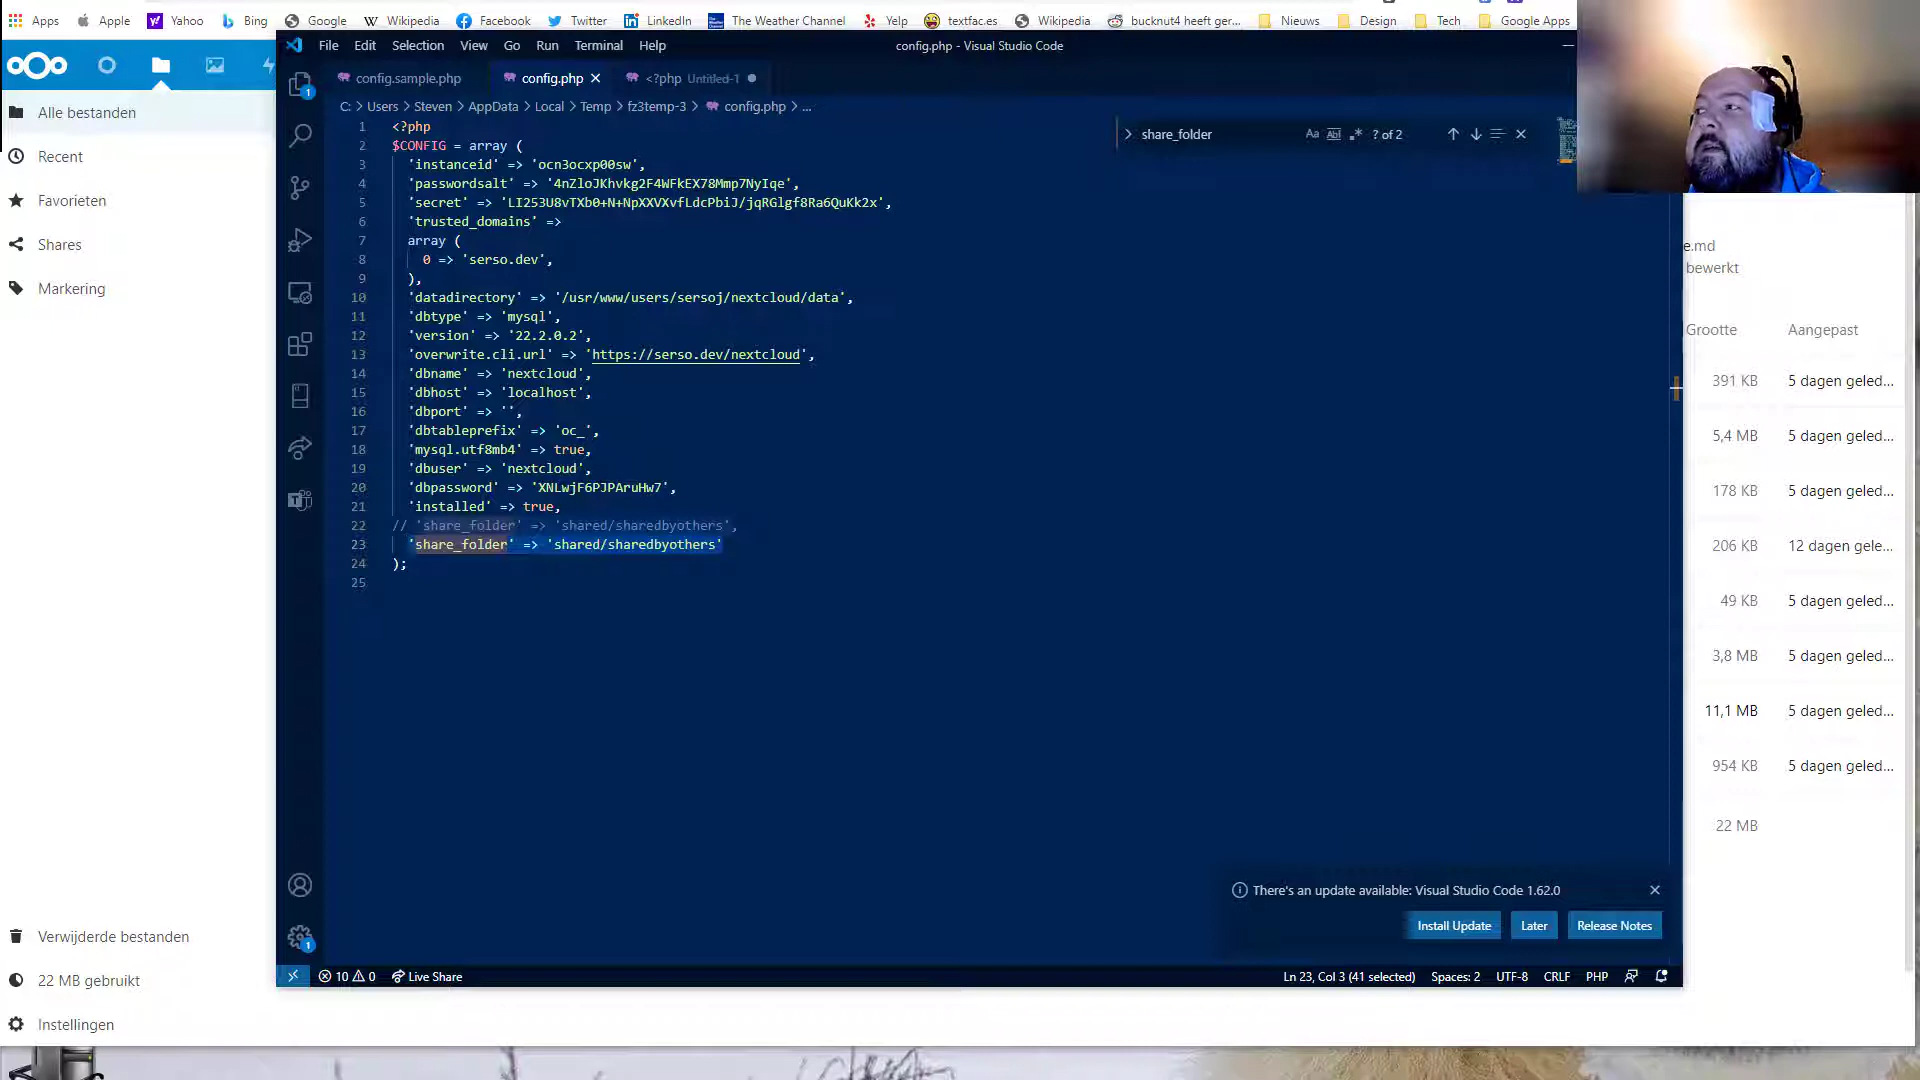 Apps Apple Yahoo Bing Google Wikipedia Facebook Twitter LinkedIn The Weather Channel Yelp textfac.es Wikipedia bucknut4 heeft ger... Nieuws Design Tech Google Apps
File Edit Selection View Go Run Terminal Help
config.php - Visual Studio Code
config.sample.php config.php <?php Untitled-1
C: > Users > Steven > AppData > Local > Temp > fz3temp-3 > config.php > ...
share_folder
Aa Abl .* ? of 2
Alle bestanden
Recent
Favorieten
Shares
Markering
Verwijderde bestanden
22 MB gebruikt
Instellingen
1 <?php
2 $CONFIG = array (
3 'instanceid' => 'ocn3ocxp00sw',
4 'passwordsalt' => '4nZloJKhvkg2F4WFkEX78Mmp7NyIqe',
5 'secret' => 'LI253U8vTXb0+N+NpXXVXvfLdcPbiJ/jqRGlgf8Ra6QuKk2x',
6 'trusted_domains' =>
7 array (
8 0 => 'serso.dev',
9 ),
10 'datadirectory' => '/usr/www/users/sersoj/nextcloud/data',
11 'dbtype' => 'mysql',
12 'version' => '22.2.0.2',
13 'overwrite.cli.url' => 'https://serso.dev/nextcloud',
14 'dbname' => 'nextcloud',
15 'dbhost' => 'localhost',
16 'dbport' => '',
17 'dbtableprefix' => 'oc_',
18 'mysql.utf8mb4' => true,
19 'dbuser' => 'nextcloud',
20 'dbpassword' => 'XNLwjF6PJPAruHw7',
21 'installed' => true,
22 // 'share_folder' => 'shared/sharedbyothers',
23 'share_folder' => 'shared/sharedbyothers'
24 );
25
e.md
bewerkt
Grootte Aangepast
391 KB 5 dagen geled...
5,4 MB 5 dagen geled...
178 KB 5 dagen geled...
206 KB 12 dagen gele...
49 KB 5 dagen geled...
3,8 MB 5 dagen geled...
11,1 MB 5 dagen geled...
954 KB 5 dagen geled...
22 MB
There's an update available: Visual Studio Code 1.62.0
Install Update Later Release Notes
10 0 Live Share
Ln 23, Col 3 (41 selected) Spaces: 2 UTF-8 CRLF PHP